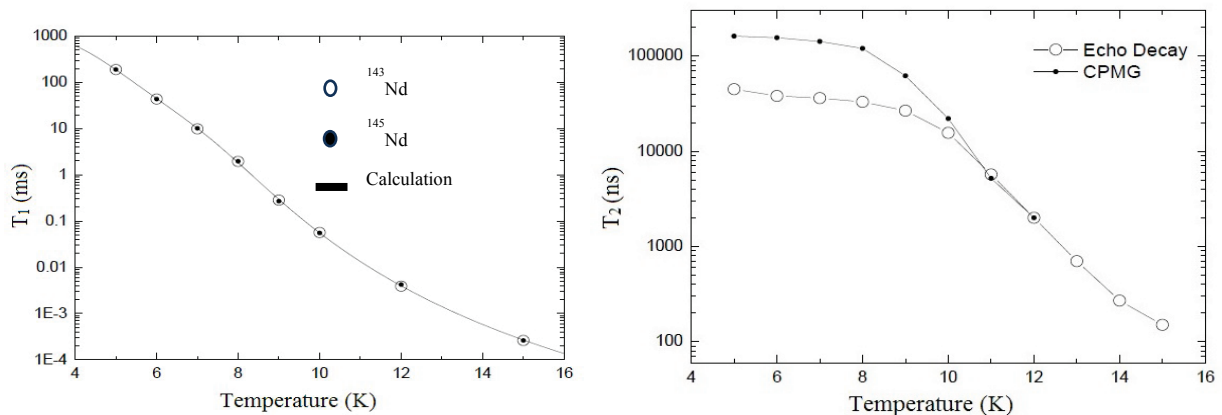 1000
100
10
1
0.1
0.01
1E-3
1E-4
T₁ (ms)
¹⁴³Nd
¹⁴⁵Nd
Calculation
4 6 8 10 12 14 16
Temperature (K)
100000
10000
1000
100
T₂ (ns)
Echo Decay
CPMG
4 6 8 10 12 14 16
Temperature (K)